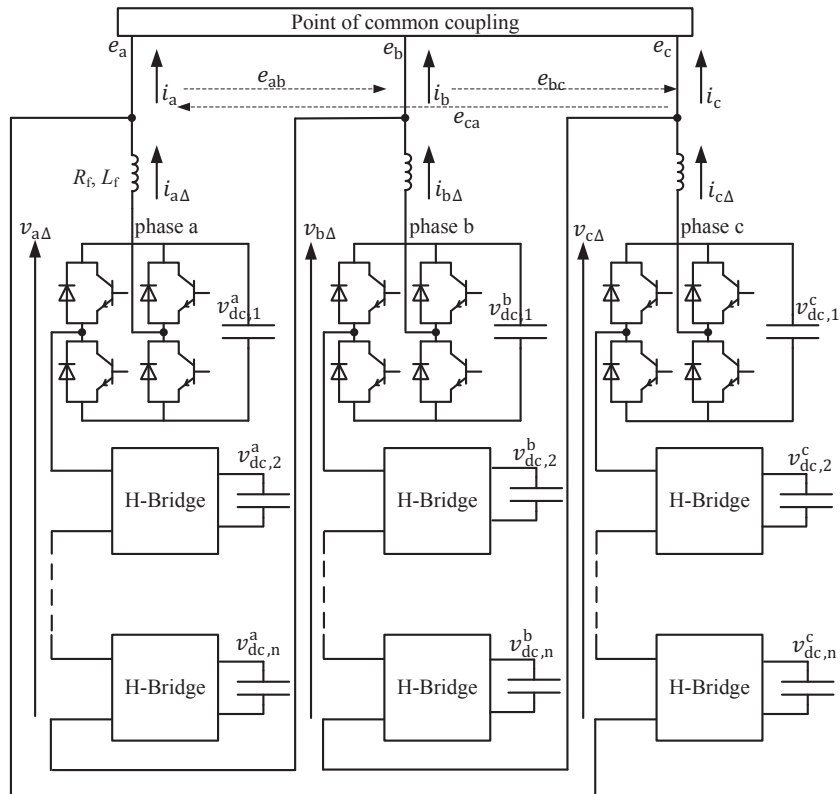 Point of common coupling
eₐ e_b e_c
iₐ e_ab i_b e_bc i_c
e_ca
R_f, L_f i_aΔ i_bΔ i_cΔ
v_aΔ phase a v_bΔ phase b v_cΔ phase c
v^a_dc,1 v^b_dc,1 v^c_dc,1
v^a_dc,2 v^b_dc,2 v^c_dc,2
H-Bridge H-Bridge H-Bridge
v^a_dc,n v^b_dc,n v^c_dc,n
H-Bridge H-Bridge H-Bridge